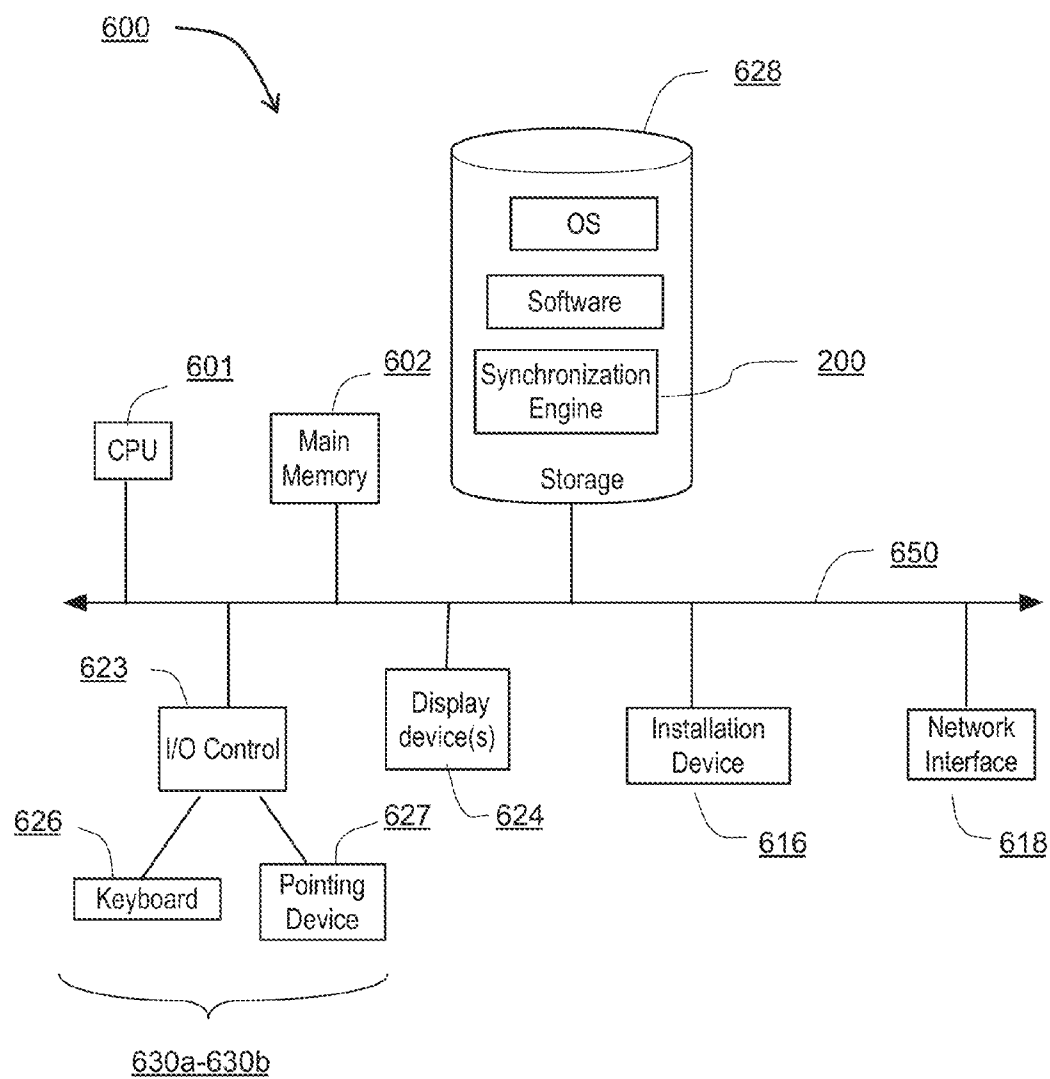 600
628
OS
Software
Synchronization
Engine
200
Storage
601
CPU
602
Main
Memory
650
623
I/O Control
Display
device(s)
624
Installation
Device
616
Network
Interface
618
626
Keyboard
627
Pointing
Device
630a-630b